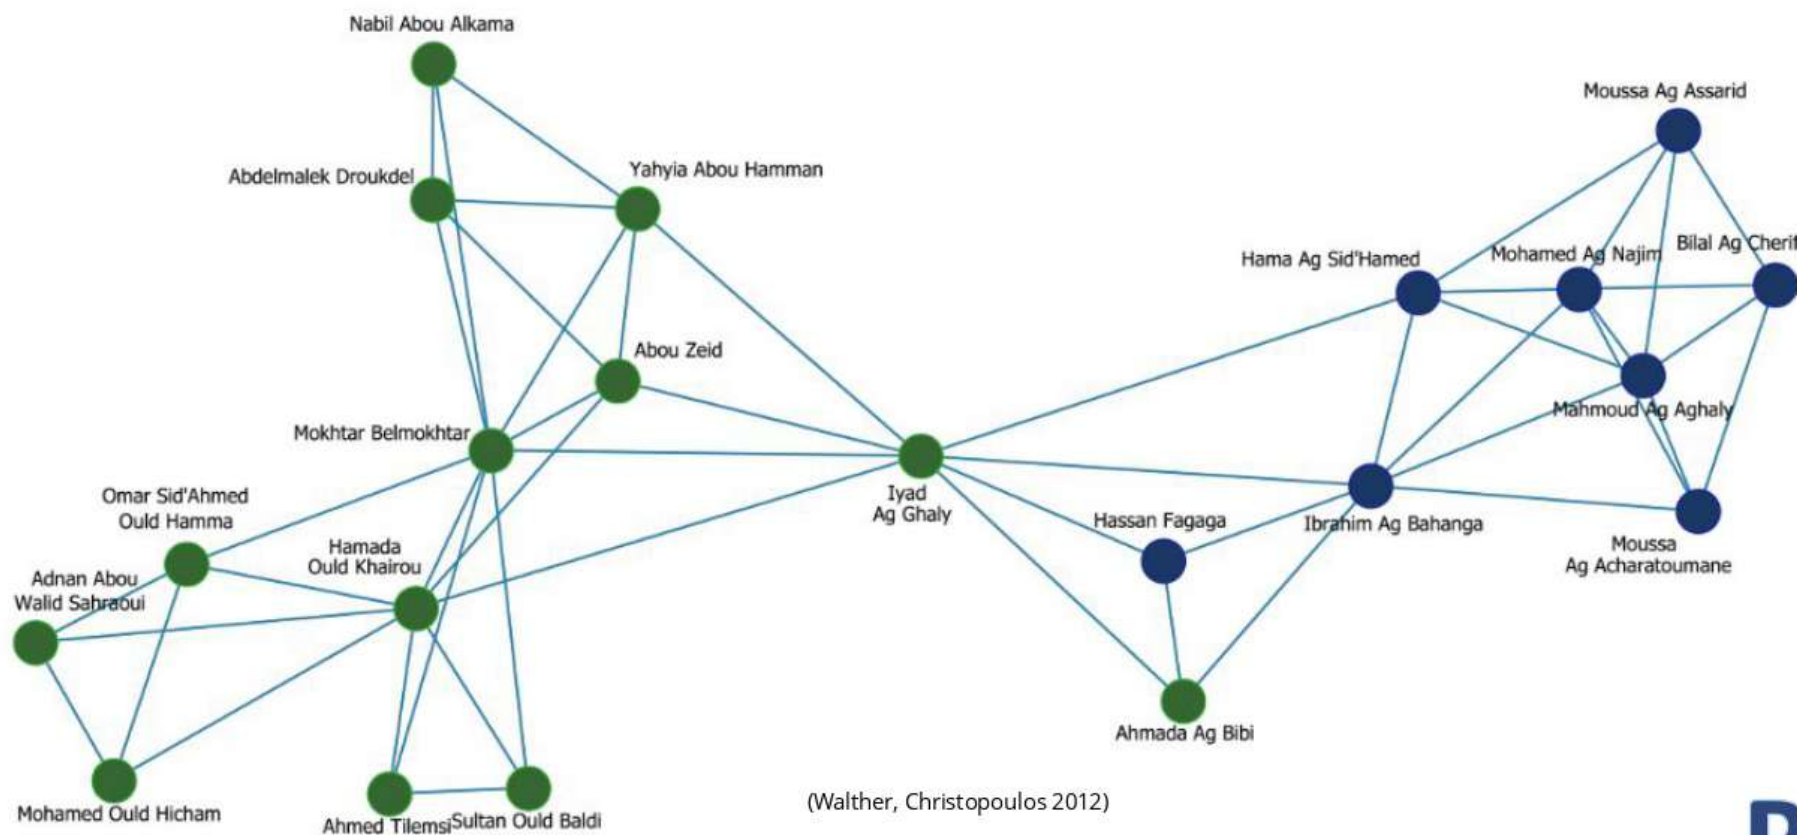 Nabil Abou Alkama
Moussa Ag Assarid
Abdelmalek Droukdel
Yahyia Abou Hamman
Hama Ag Sid'Hamed
Mohamed Ag Najim
Bilal Ag Cherif
Abou Zeid
Mahmoud Ag Aghaly
Mokhtar Belmokhtar
Omar Sid'Ahmed
Ould Hamma
Iyad
Ag Ghaly
Hassan Fagaga
Ibrahim Ag Bahanga
Hamada
Ould Khairou
Moussa
Ag Acharatoumane
Adnan Abou
Walid Sahraoui
Ahmada Ag Bibi
Mohamed Ould Hicham
Ahmed Tilemsi
Sultan Ould Baldi
(Walther, Christopoulos 2012)